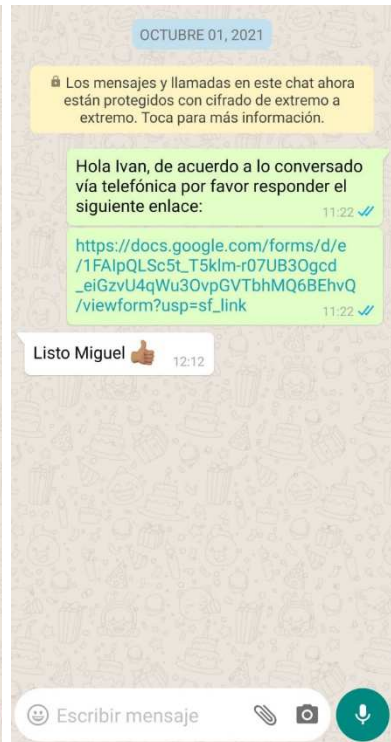 OCTUBRE 01, 2021
Los mensajes y llamadas en este chat ahora
están protegidos con cifrado de extremo a
extremo. Toca para más información.
Hola Ivan, de acuerdo a lo conversado
vía telefónica por favor responder el
siguiente enlace:
11:22
https://docs.google.com/forms/d/e
/1FAIpQLSc5t_T5klm-r07UB3Ogcd
_eiGzvU4qWu3OvpGVTbhMQ6BEhvQ
/viewform?usp=sf_link
11:22
Listo Miguel 👍🏽
12:12
Escribir mensaje